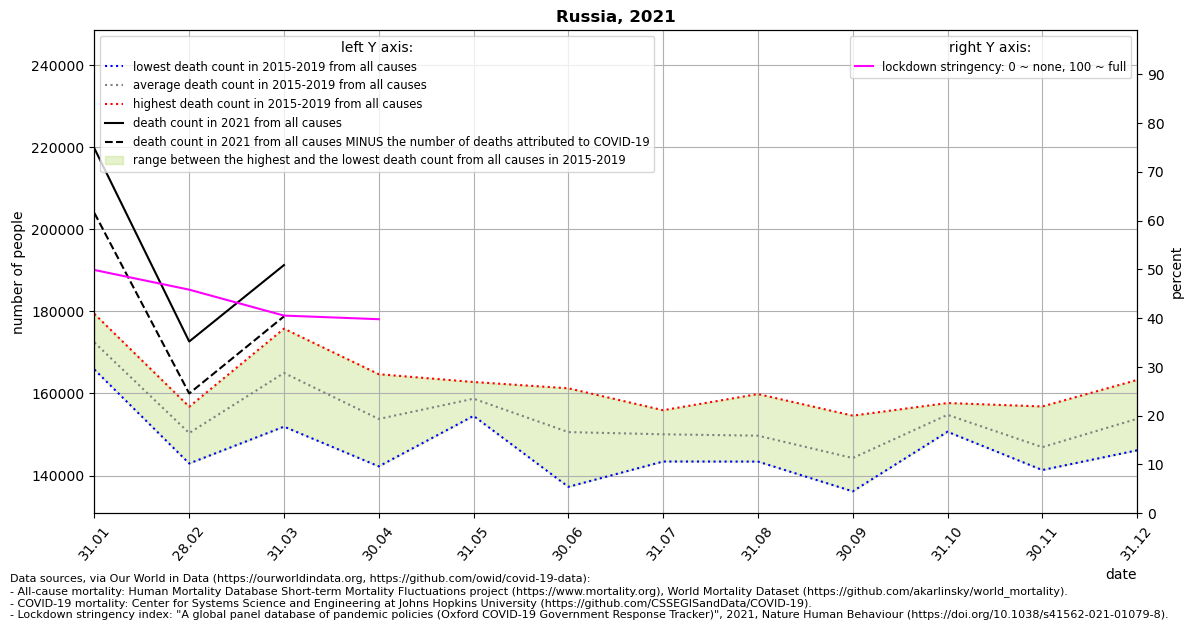 Russia, 2021
left Y axis:
lowest death count in 2015-2019 from all causes
average death count in 2015-2019 from all causes
highest death count in 2015-2019 from all causes
death count in 2021 from all causes
death count in 2021 from all causes MINUS the number of deaths attributed to COVID-19
range between the highest and the lowest death count from all causes in 2015-2019
right Y axis:
lockdown stringency: 0 ~ none, 100 ~ full
number of people
240000
220000
200000
180000
160000
140000
90
80
70
60
50
40
30
20
10
0
percent
31.01
28.02
31.03
30.04
31.05
30.06
31.07
31.08
30.09
31.10
30.11
31.12
date
Data sources, via Our World in Data (https://ourworldindata.org, https://github.com/owid/covid-19-data):
- All-cause mortality: Human Mortality Database Short-term Mortality Fluctuations project (https://www.mortality.org), World Mortality Dataset (https://github.com/akarlinsky/world_mortality).
- COVID-19 mortality: Center for Systems Science and Engineering at Johns Hopkins University (https://github.com/CSSEGISandData/COVID-19).
- Lockdown stringency index: "A global panel database of pandemic policies (Oxford COVID-19 Government Response Tracker)", 2021, Nature Human Behaviour (https://doi.org/10.1038/s41562-021-01079-8).